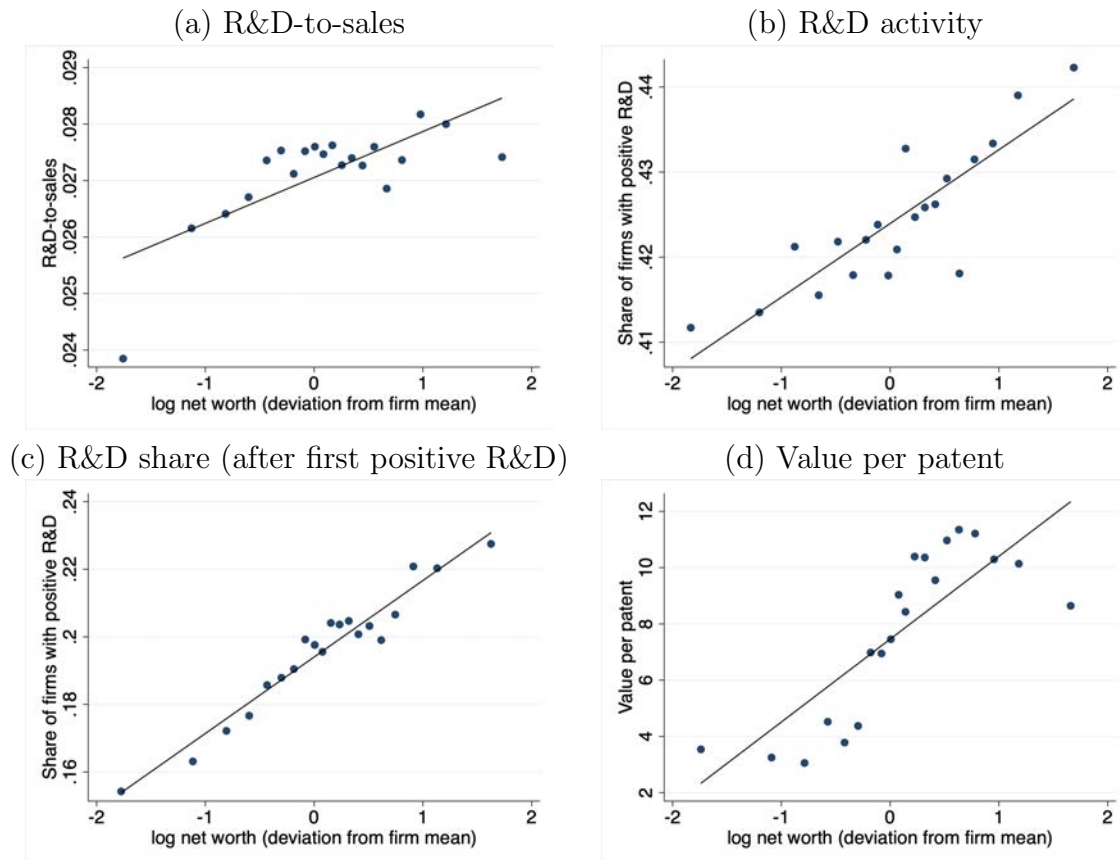 (a) R&D-to-sales
R&D-to-sales
.029
.028
.027
.026
.025
.024
-2 -1 0 1 2
log net worth (deviation from firm mean)
(b) R&D activity
Share of firms with positive R&D
.44
.43
.42
.41
-2 -1 0 1 2
log net worth (deviation from firm mean)
(c) R&D share (after first positive R&D)
Share of firms with positive R&D
.24
.22
.2
.18
.16
-2 -1 0 1 2
log net worth (deviation from firm mean)
(d) Value per patent
Value per patent
12
10
8
6
4
2
-2 -1 0 1 2
log net worth (deviation from firm mean)